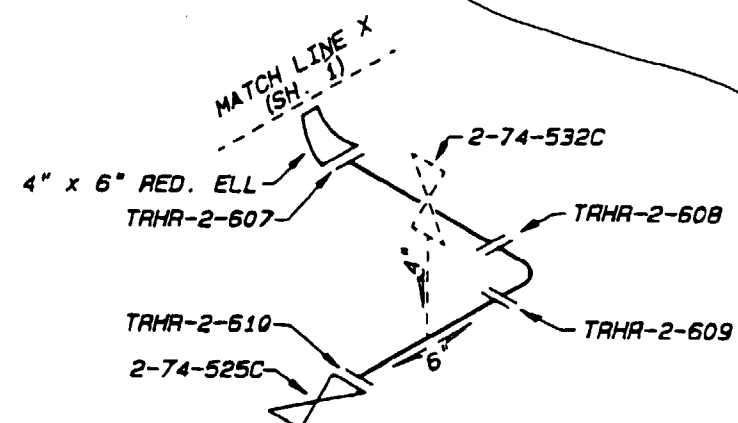 MATCH LINE X
(SH. 1)
2-74-532C
4" x 6" RED. ELL
TRHR-2-607
TRHR-2-608
4"
TRHR-2-610
TRHR-2-609
6"
2-74-525C